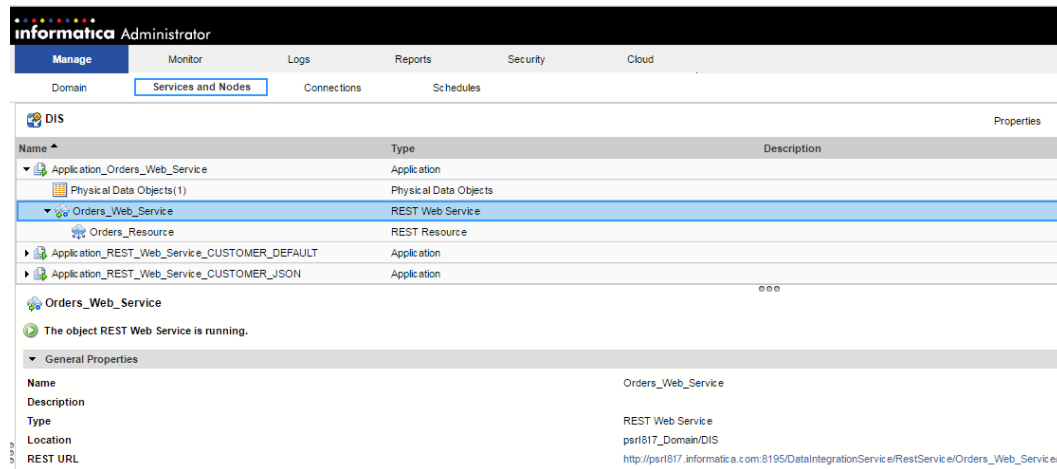 informatica Administrator
Manage Monitor Logs Reports Security Cloud
Domain Services and Nodes Connections Schedules
DIS Properties
Name Type Description
Application_Orders_Web_Service Application
Physical Data Objects(1) Physical Data Objects
Orders_Web_Service REST Web Service
Orders_Resource REST Resource
Application_REST_Web_Service_CUSTOMER_DEFAULT Application
Application_REST_Web_Service_CUSTOMER_JSON Application
Orders_Web_Service
The object REST Web Service is running.
General Properties
Name Orders_Web_Service
Description
Type REST Web Service
Location psrl817_Domain/DIS
REST URL http://psrl817.informatica.com:8195/DataIntegrationService/RestService/Orders_Web_Service/